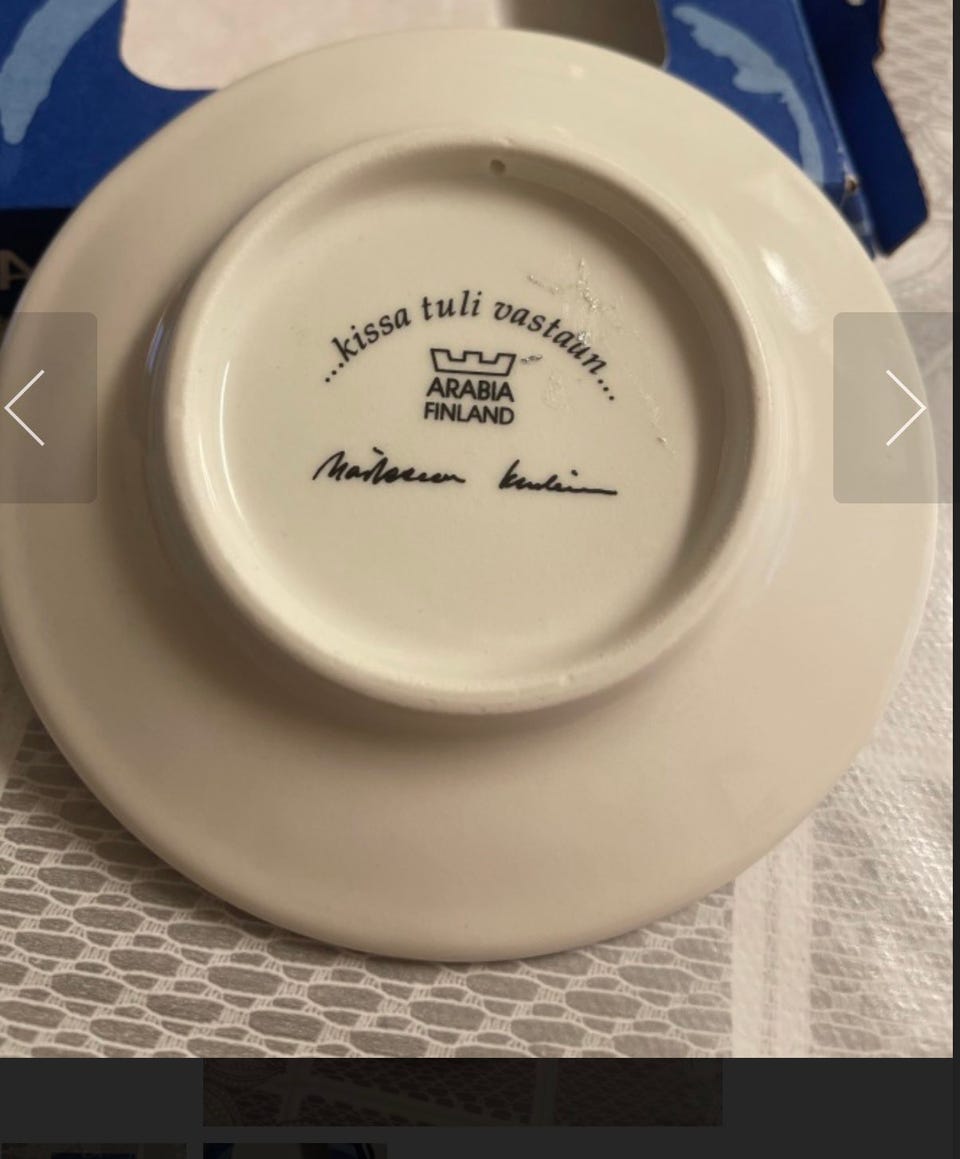 ...kissa tuli vastaan...
ARABIA
FINLAND